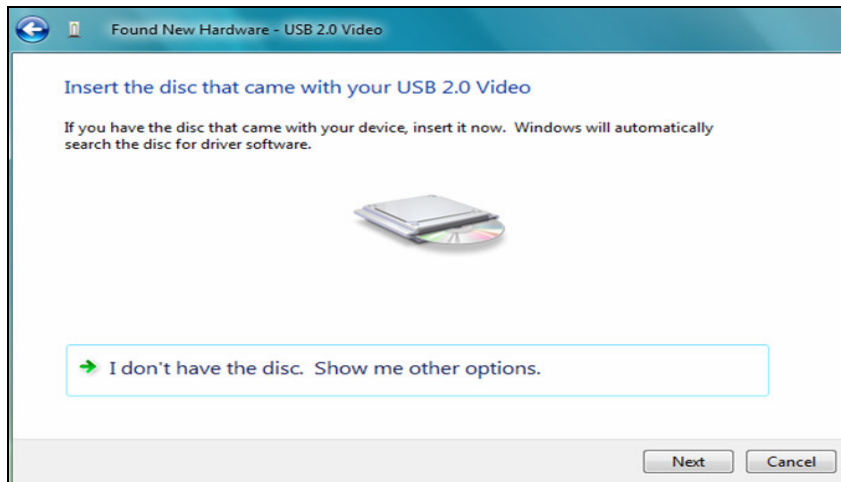 Found New Hardware - USB 2.0 Video
Insert the disc that came with your USB 2.0 Video
If you have the disc that came with your device, insert it now.  Windows will automatically
search the disc for driver software.
I don't have the disc.  Show me other options.
Next Cancel